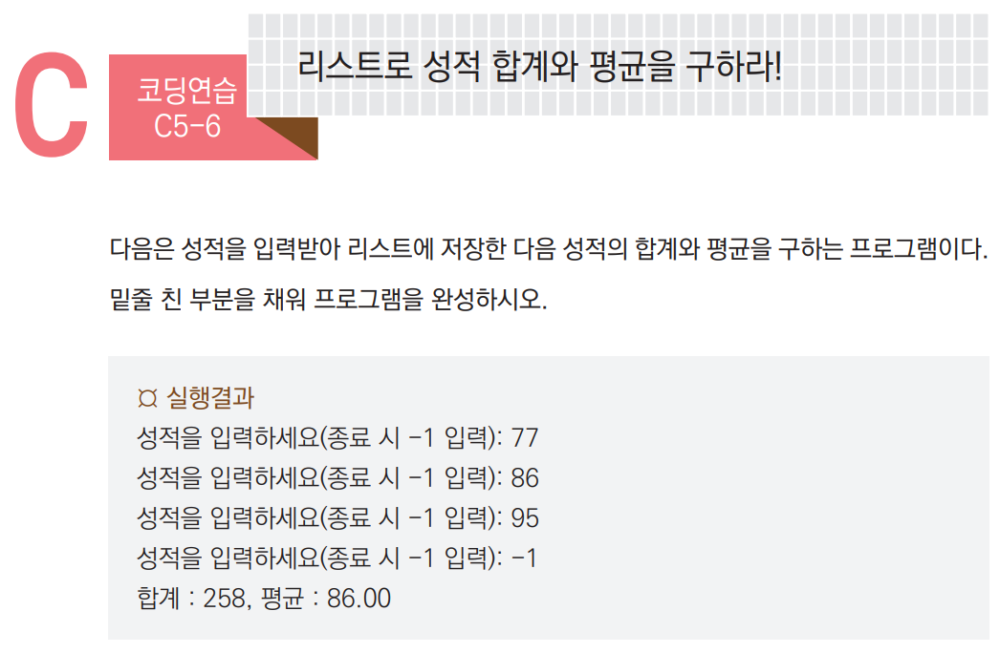 C
코딩연습
C5-6
리스트로 성적 합계와 평균을 구하라!
다음은 성적을 입력받아 리스트에 저장한 다음 성적의 합계와 평균을 구하는 프로그램이다.
밑줄 친 부분을 채워 프로그램을 완성하시오.
¤ 실행결과
성적을 입력하세요(종료 시 -1 입력): 77
성적을 입력하세요(종료 시 -1 입력): 86
성적을 입력하세요(종료 시 -1 입력): 95
성적을 입력하세요(종료 시 -1 입력): -1
합계 : 258, 평균 : 86.00